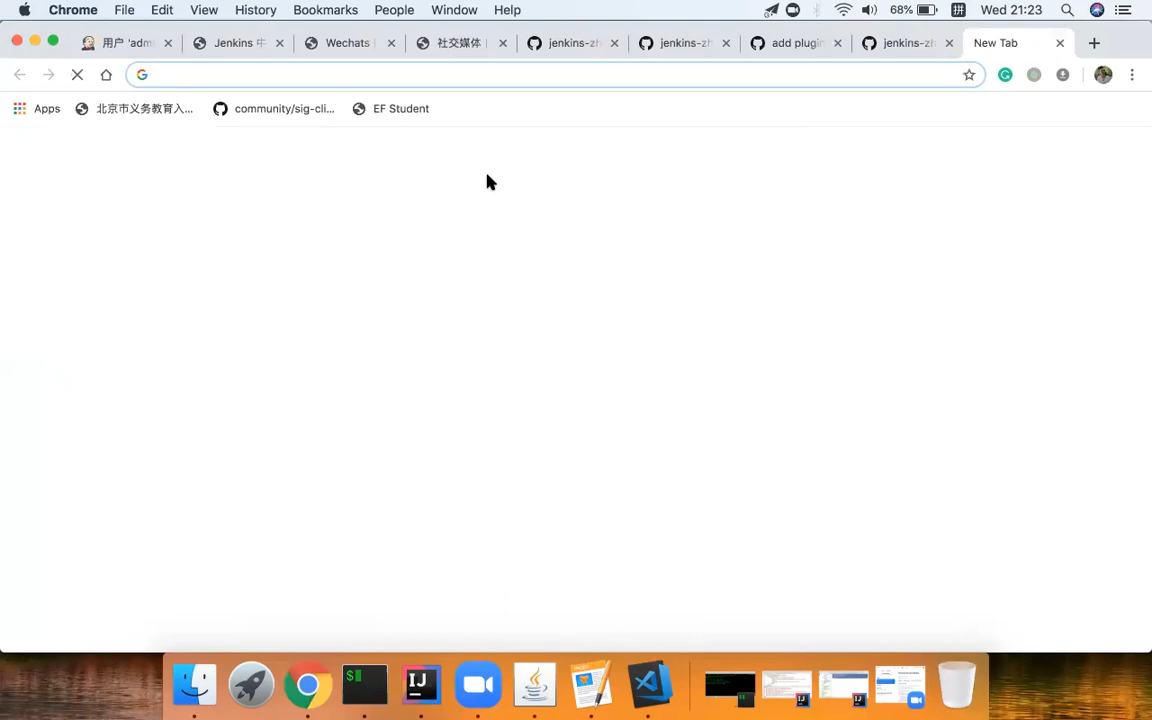 Chrome File Edit View History Bookmarks People Window Help 68% 拼 Wed 21:23
用户 'adm Jenkins 中 Wechats 社交媒体 | jenkins-zh jenkins-zh add plugin jenkins-zh New Tab
Apps 北京市义务教育入... community/sig-cli... EF Student
$
IJ